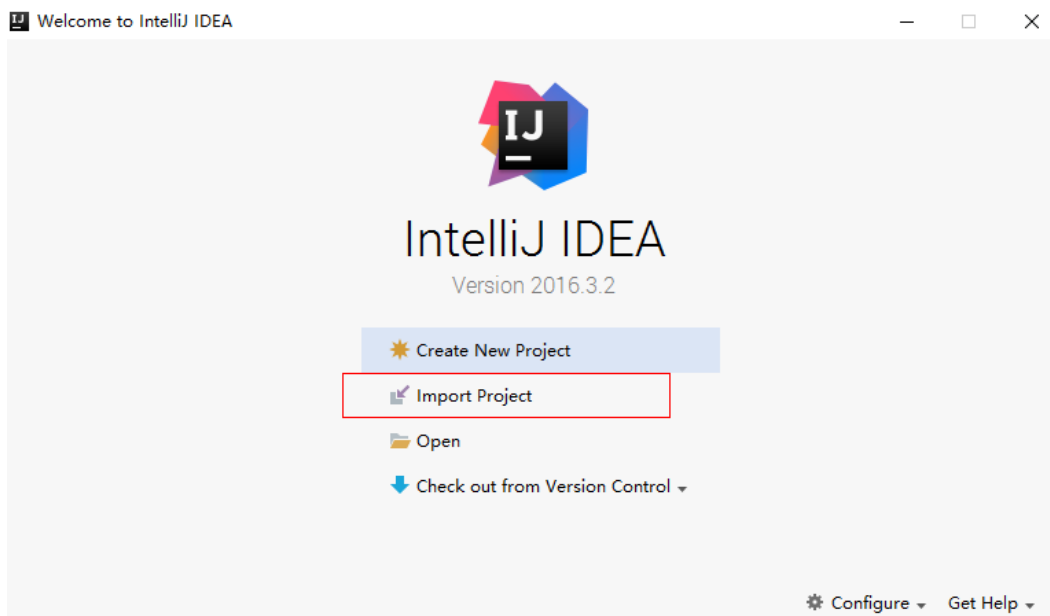 Welcome to IntelliJ IDEA
IJ
IntelliJ IDEA
Version 2016.3.2
Create New Project
Import Project
Open
Check out from Version Control
Configure
Get Help